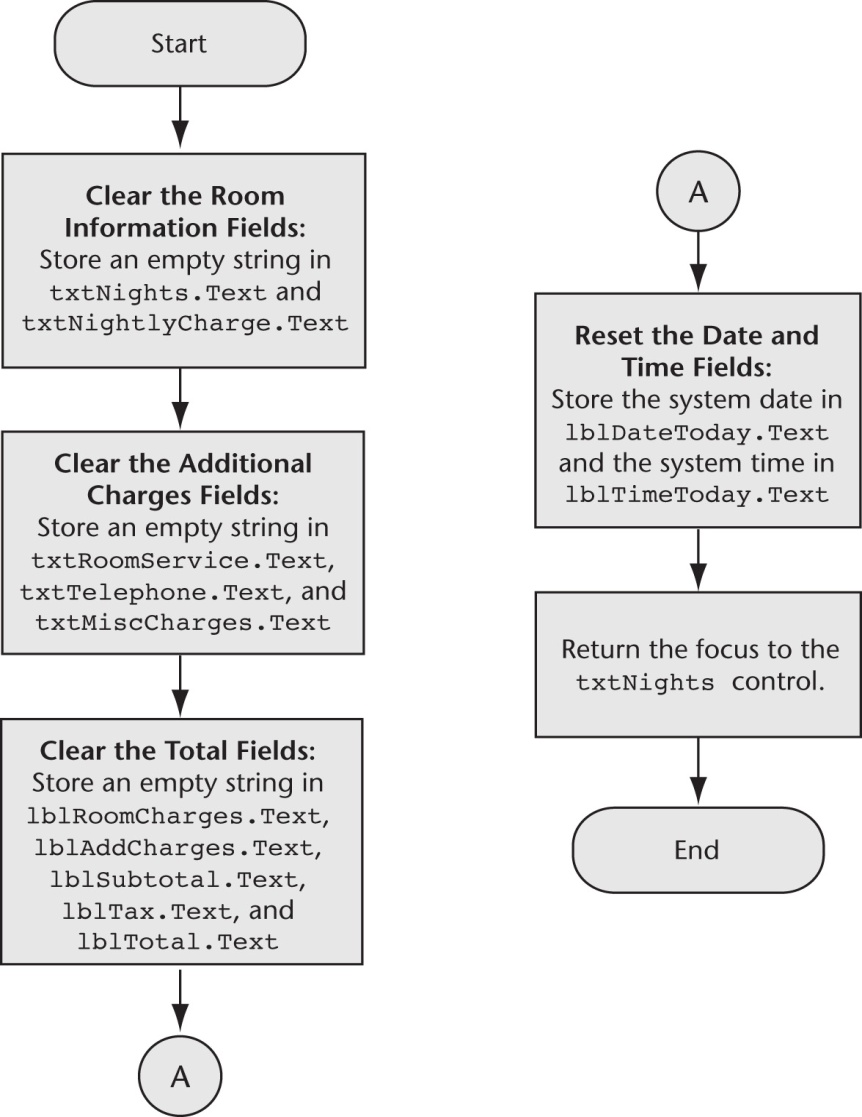 Start
Clear the Room
Information Fields:
Store an empty string in
txtNights.Text and
txtNightlyCharge.Text
Clear the Additional
Charges Fields:
Store an empty string in
txtRoomService.Text,
txtTelephone.Text, and
txtMiscCharges.Text
Clear the Total Fields:
Store an empty string in
lblRoomCharges.Text,
lblAddCharges.Text,
lblSubtotal.Text,
lblTax.Text, and
lblTotal.Text
A
A
Reset the Date and
Time Fields:
Store the system date in
lblDateToday.Text
and the system time in
lblTimeToday.Text
Return the focus to the
txtNights control.
End